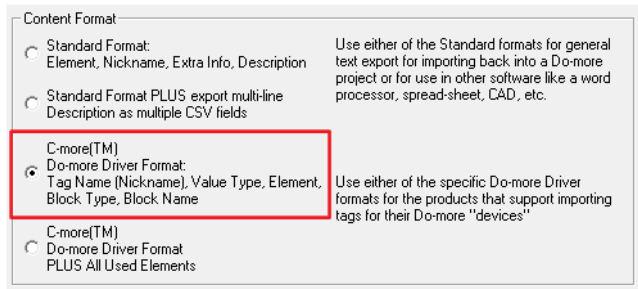 Content Format
Standard Format:
Element, Nickname, Extra Info, Description
Standard Format PLUS export multi-line
Description as multiple CSV fields
Use either of the Standard formats for general
text export for importing back into a Do-more
project or for use in other software like a word
processor, spread-sheet, CAD, etc.
C-more(TM)
Do-more Driver Format:
Tag Name (Nickname), Value Type, Element,
Block Type, Block Name
C-more(TM)
Do-more Driver Format
PLUS All Used Elements
Use either of the specific Do-more Driver
formats for the products that support importing
tags for their Do-more "devices"